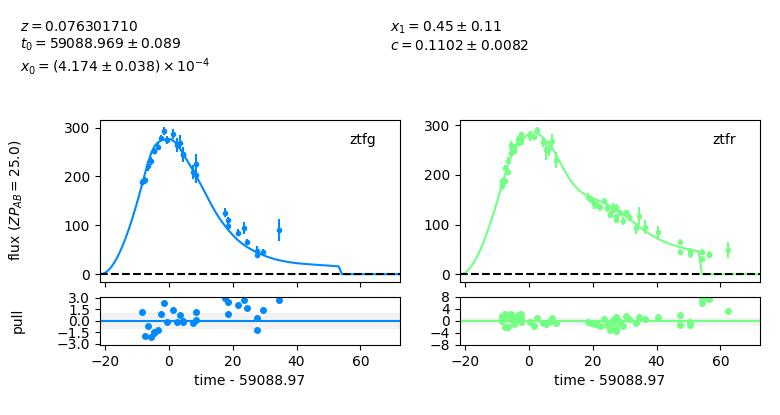 z = 0.076301710
t₀ = 59088.969 ± 0.089
x₀ = (4.174 ± 0.038) × 10⁻⁴
x₁ = 0.45 ± 0.11
c = 0.1102 ± 0.0082
flux (ZP_AB = 25.0)
300
200
100
0
ztfg
300
200
100
0
ztfr
pull
3.0
1.5
0.0
−1.5
−3.0
−20 0 20 40 60
time - 59088.97
8
4
0
−4
−8
−20 0 20 40 60
time - 59088.97